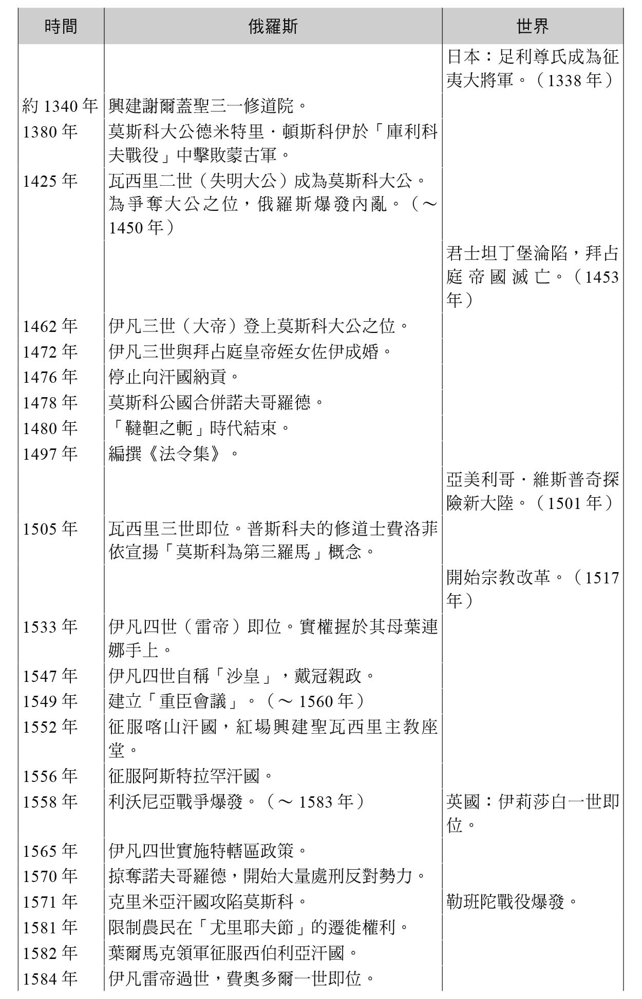 時間 俄羅斯 世界
日本：足利尊氏成為征
夷大將軍。（1338 年）
約 1340 年 興建謝爾蓋聖三一修道院。
1380 年 莫斯科大公德米特里．頓斯科伊於「庫利科
夫戰役」中擊敗蒙古軍。
1425 年 瓦西里二世（失明大公）成為莫斯科大公。
為爭奪大公之位，俄羅斯爆發內亂。（～
1450 年）
君士坦丁堡淪陷，拜占
庭帝國滅亡。（1453
年）
1462 年 伊凡三世（大帝）登上莫斯科大公之位。
1472 年 伊凡三世與拜占庭皇帝姪女佐伊成婚。
1476 年 停止向汗國納貢。
1478 年 莫斯科公國合併諾夫哥羅德。
1480 年 「韃靼之軛」時代結束。
1497 年 編撰《法令集》。
亞美利哥．維斯普奇探
險新大陸。（1501 年）
1505 年 瓦西里三世即位。普斯科夫的修道士費洛菲
依宣揚「莫斯科為第三羅馬」概念。
開始宗教改革。（1517
年）
1533 年 伊凡四世（雷帝）即位。實權握於其母葉連
娜手上。
1547 年 伊凡四世自稱「沙皇」，戴冠親政。
1549 年 建立「重臣會議」。（～ 1560 年）
1552 年 征服喀山汗國，紅場興建聖瓦西里主教座
堂。
1556 年 征服阿斯特拉罕汗國。
1558 年 利沃尼亞戰爭爆發。（～ 1583 年） 英國：伊莉莎白一世即
位。
1565 年 伊凡四世實施特轄區政策。
1570 年 掠奪諾夫哥羅德，開始大量處刑反對勢力。
1571 年 克里米亞汗國攻陷莫斯科。 勒班陀戰役爆發。
1581 年 限制農民在「尤里耶夫節」的遷徙權利。
1582 年 葉爾馬克領軍征服西伯利亞汗國。
1584 年 伊凡雷帝過世，費奧多爾一世即位。